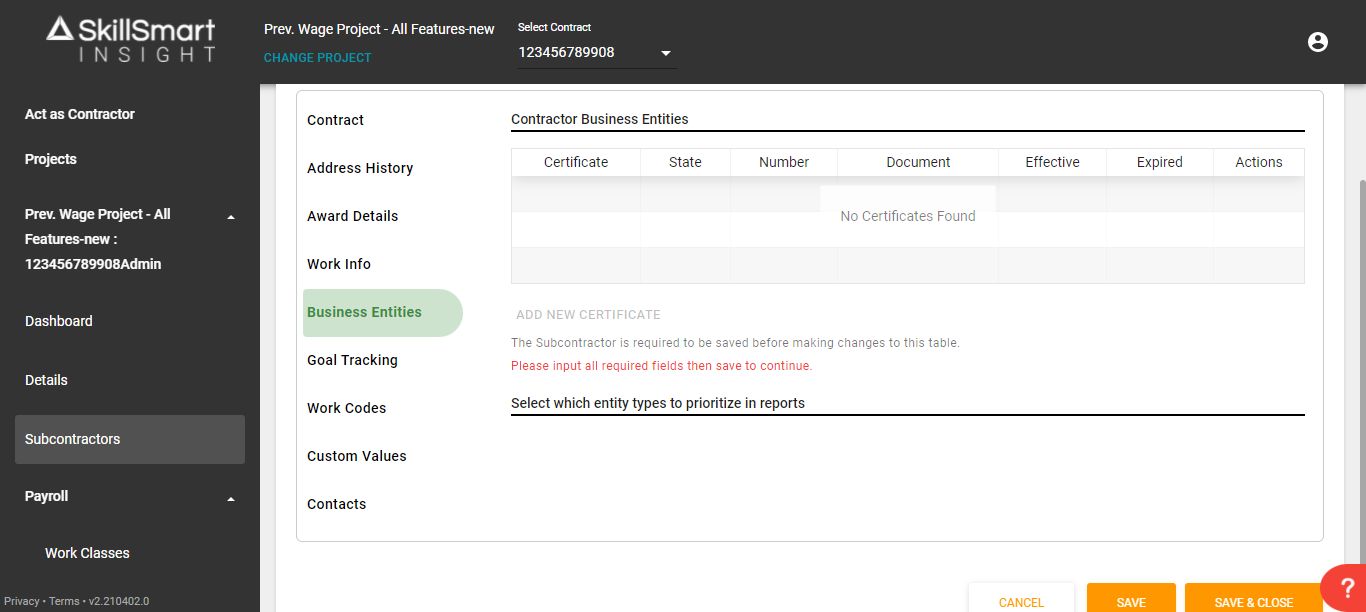 SkillSmart
INSIGHT
Prev. Wage Project - All Features-new
CHANGE PROJECT
Select Contract
123456789908
Act as Contractor
Projects
Prev. Wage Project - All
Features-new :
123456789908Admin
Dashboard
Details
Subcontractors
Payroll
Work Classes
Privacy • Terms • v2.210402.0
Contract
Address History
Award Details
Work Info
Business Entities
Goal Tracking
Work Codes
Custom Values
Contacts
Contractor Business Entities
Certificate State Number Document Effective Expired Actions
No Certificates Found
ADD NEW CERTIFICATE
The Subcontractor is required to be saved before making changes to this table.
Please input all required fields then save to continue.
Select which entity types to prioritize in reports
CANCEL SAVE SAVE & CLOSE
?